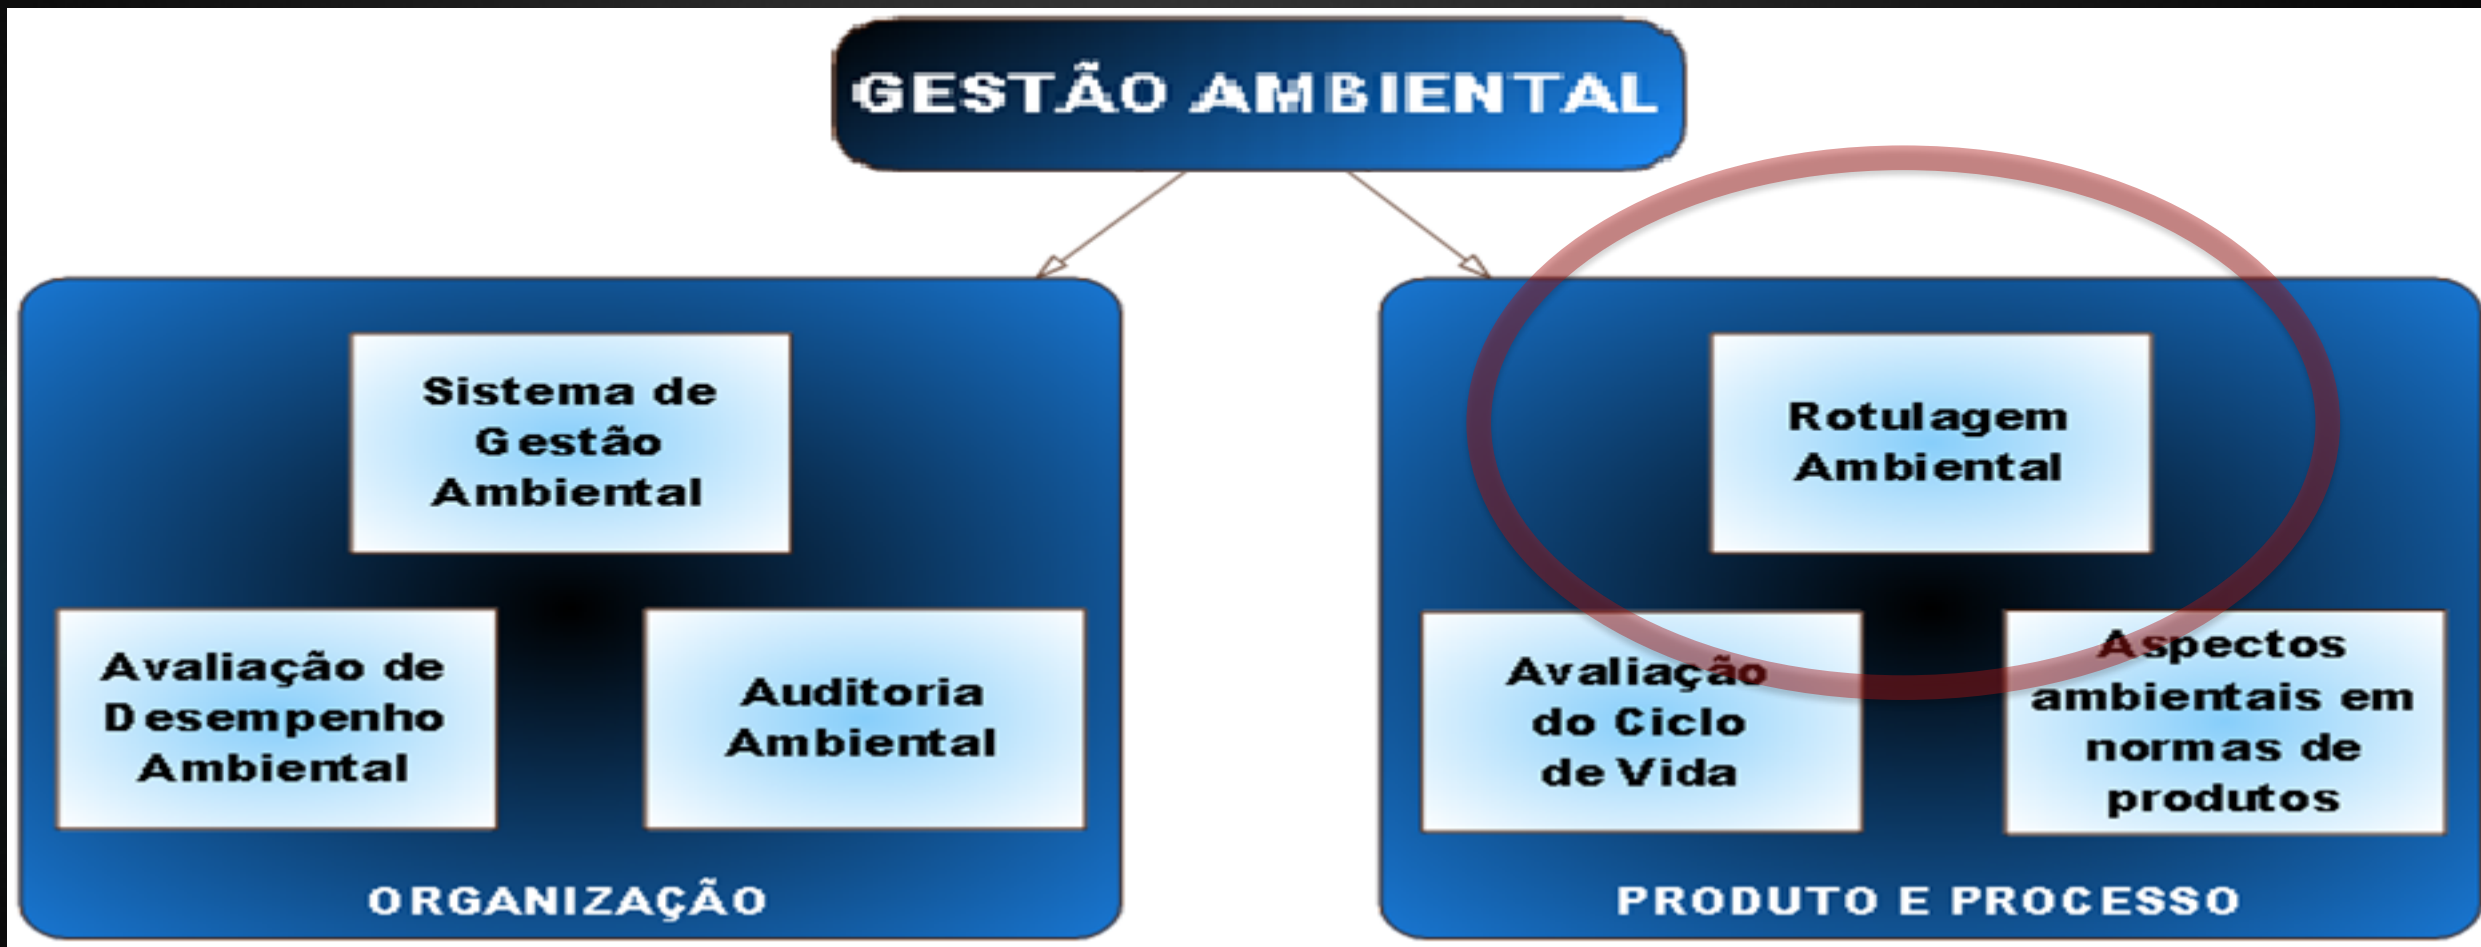 GESTÃO AMBIENTAL
Sistema de
Gestão
Ambiental
Avaliação de
Desempenho
Ambiental
Auditoria
Ambiental
ORGANIZAÇÃO
Rotulagem
Ambiental
Avaliação
do Ciclo
de Vida
Aspectos
ambientais em
normas de
produtos
PRODUTO E PROCESSO